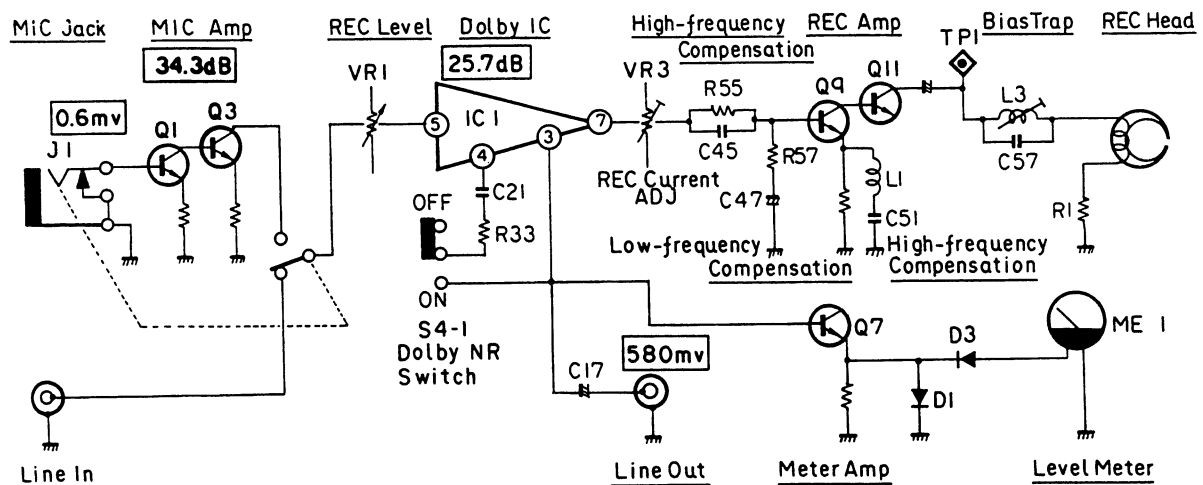 MiC Jack
MIC Amp
REC Level
Dolby IC
High-frequency
Compensation
REC Amp
BiasTrap
REC Head
TP1
34.3dB
25.7dB
VR1
VR3
R55
Q9
Q11
L3
0.6mv
Q1
Q3
J1
5
IC1
3
7
4
C45
R57
C57
C21
REC Current
ADJ
C47
L1
OFF
R33
C51
R1
Low-frequency
Compensation
High-frequency
Compensation
ON
S4-1
Dolby NR
Switch
580mv
C17
Q7
D3
ME 1
D1
Line In
Line Out
Meter Amp
Level Meter